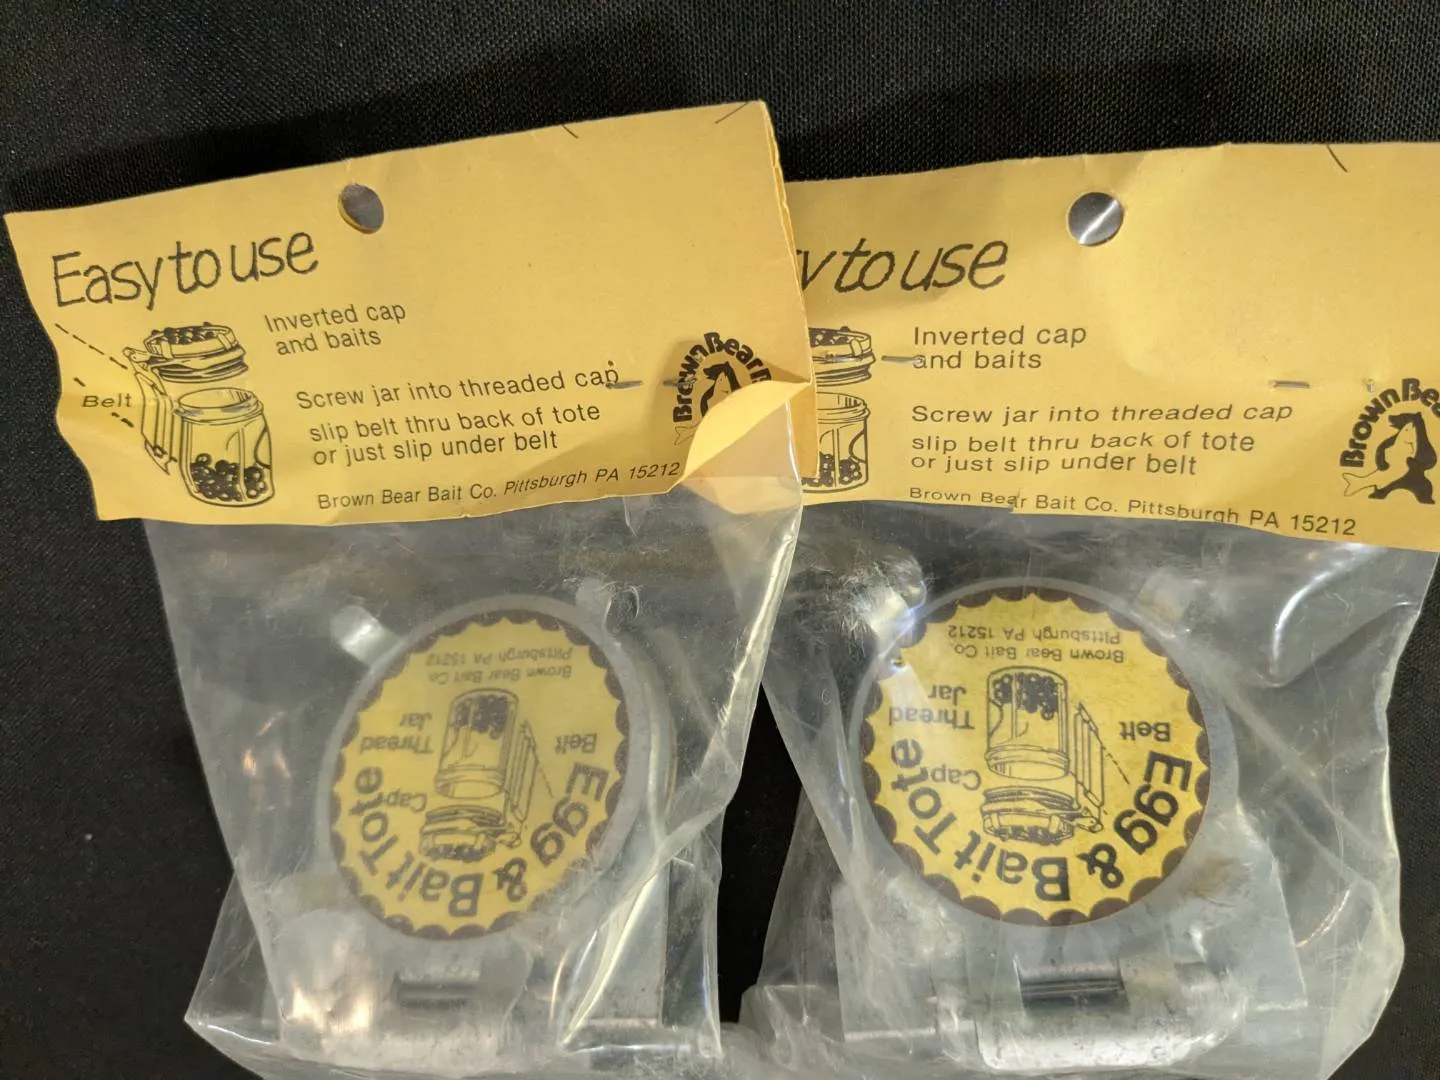 Easy to use
Inverted cap
and baits
Belt
Screw jar into threaded cap
slip belt thru back of tote
or just slip under belt
Brown Bear Bait Co. Pittsburgh PA 15212
Brown Bear
y to use
Inverted cap
and baits
Screw jar into threaded cap
slip belt thru back of tote
or just slip under belt
Brown Bear Bait Co. Pittsburgh PA 15212
Brown Bea
Egg & Bait Tote
Cap
Thread
Jar
Belt
Brown Bear Bait Co.
Pittsburgh PA 15212
Egg & Bait Tote
Cap
Thread
Jar
Belt
Brown Bear Bait Co.
Pittsburgh PA 15212